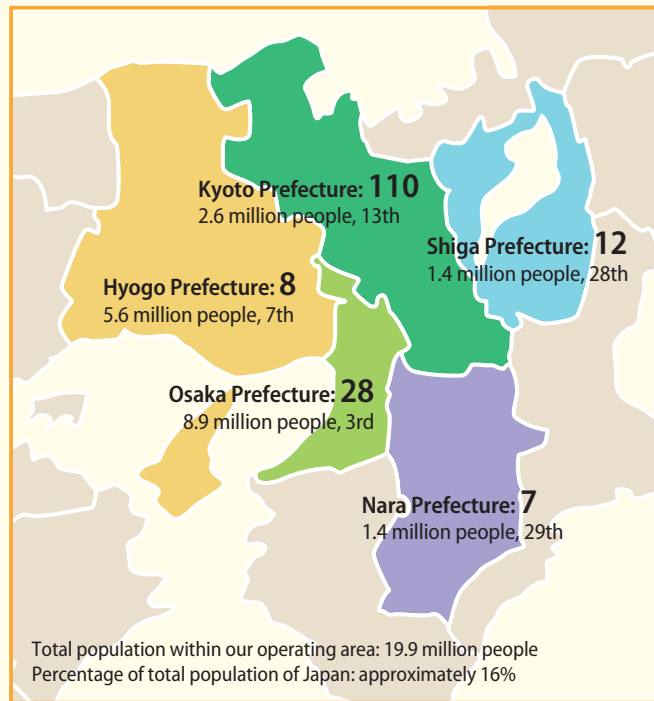 Kyoto Prefecture: 110
2.6 million people, 13th
Shiga Prefecture: 12
1.4 million people, 28th
Hyogo Prefecture: 8
5.6 million people, 7th
Osaka Prefecture: 28
8.9 million people, 3rd
Nara Prefecture: 7
1.4 million people, 29th
Total population within our operating area: 19.9 million people
Percentage of total population of Japan: approximately 16%